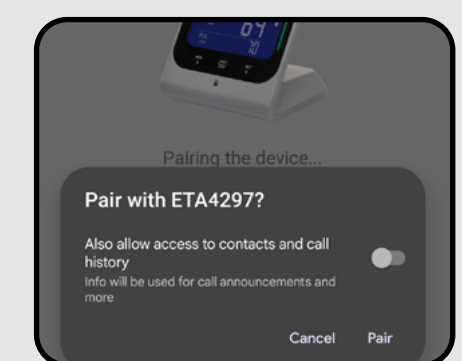 Pairing the device...
Pair with ETA4297?
Also allow access to contacts and call
history
Info will be used for call announcements and
more
Cancel Pair